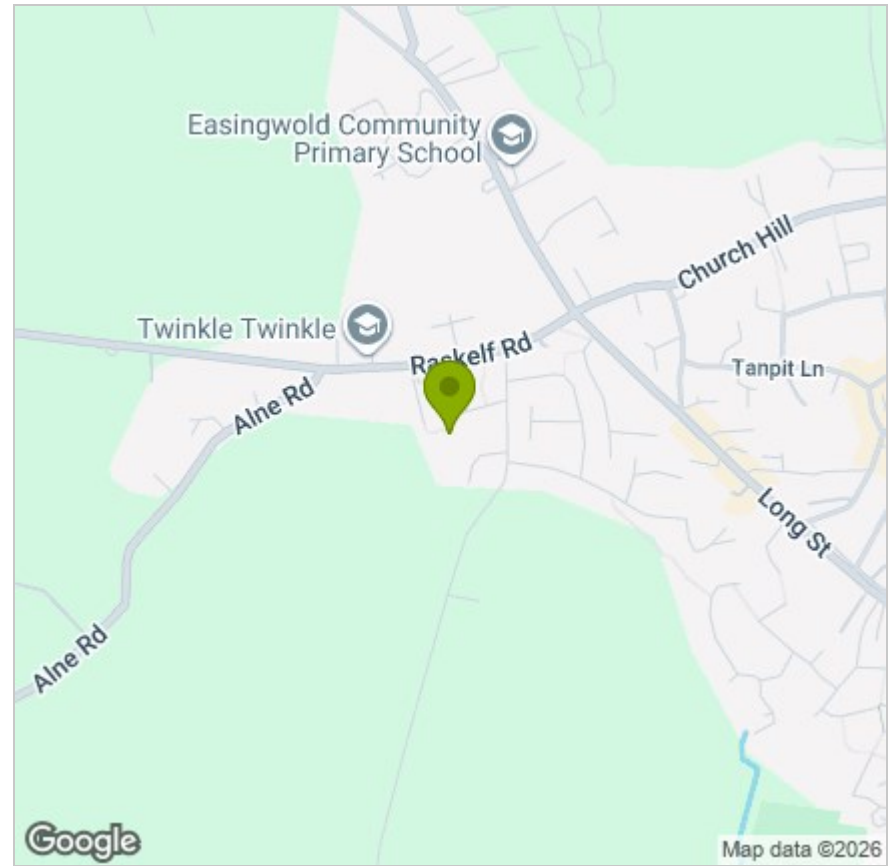 Easingwold Community
Primary School
Church Hill
Twinkle Twinkle
Raskelf Rd
Tanpit Ln
Alne Rd
Long St
Alne Rd
Google
Map data ©2026